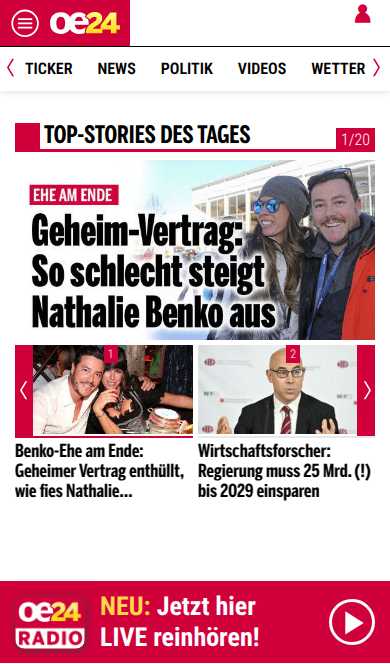 oe24
TICKER NEWS POLITIK VIDEOS WETTER
TOP-STORIES DES TAGES
1/20
EHE AM ENDE
Geheim-Vertrag:
So schlecht steigt
Nathalie Benko aus
1
2
Benko-Ehe am Ende:
Geheimer Vertrag enthüllt,
wie fies Nathalie...
Wirtschaftsforscher:
Regierung muss 25 Mrd. (!)
bis 2029 einsparen
oe24
RADIO
NEU: Jetzt hier
LIVE reinhören!